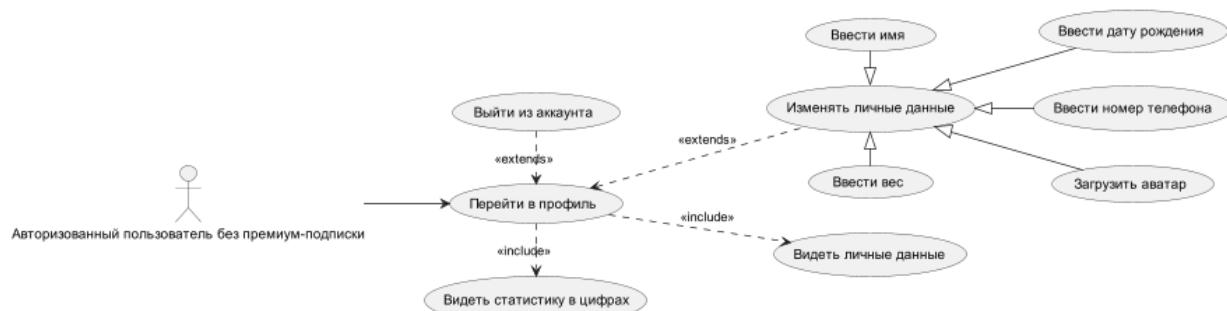 Ввести имя
Ввести дату рождения
Выйти из аккаунта
Изменять личные данные
Ввести номер телефона
«extends»
«extends»
Ввести вес
Загрузить аватар
Перейти в профиль
Авторизованный пользователь без премиум-подписки
«include»
«include»
Видеть личные данные
Видеть статистику в цифрах